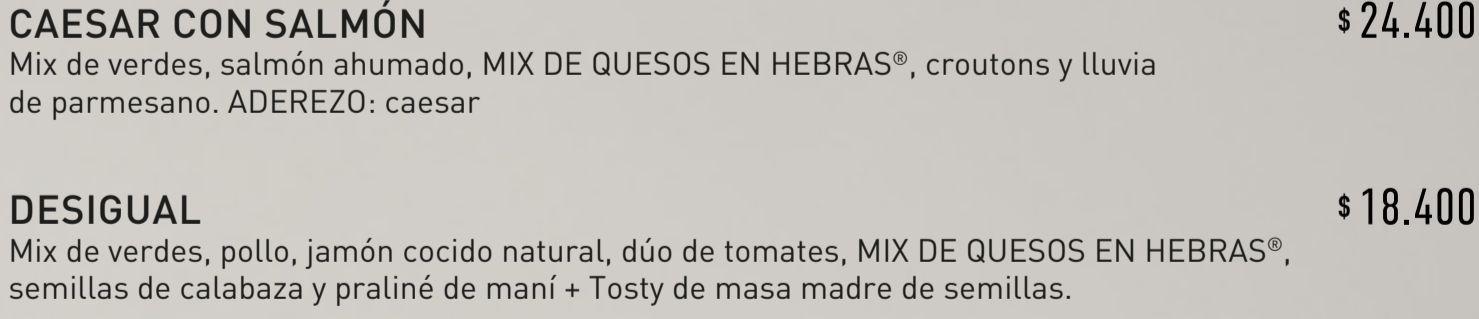 CAESAR CON SALMÓN $ 24.400
Mix de verdes, salmón ahumado, MIX DE QUESOS EN HEBRAS®, croutons y lluvia
de parmesano. ADEREZO: caesar
DESIGUAL $ 18.400
Mix de verdes, pollo, jamón cocido natural, dúo de tomates, MIX DE QUESOS EN HEBRAS®,
semillas de calabaza y praliné de maní + Tosty de masa madre de semillas.